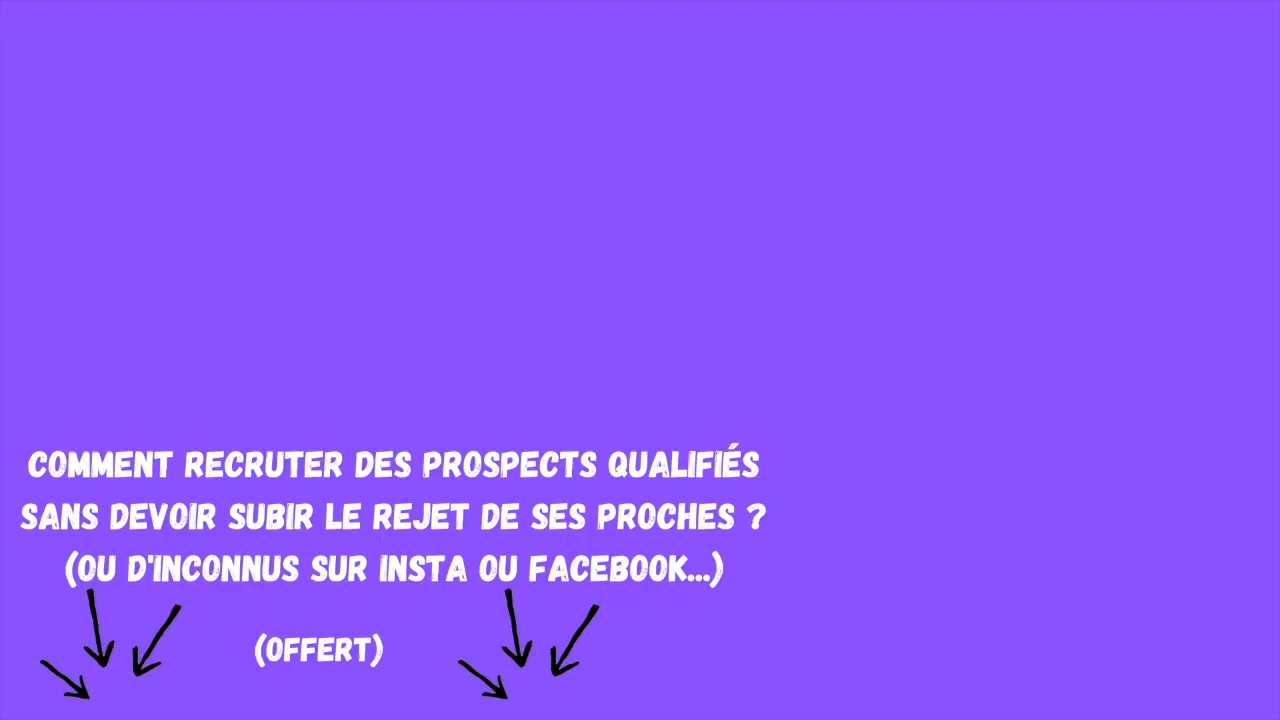 COMMENT RECRUTER DES PROSPECTS QUALIFIÉS
SANS DEVOIR SUBIR LE REJET DE SES PROCHES ?
(OU D'INCONNUS SUR INSTA OU FACEBOOK...)
(OFFERT)